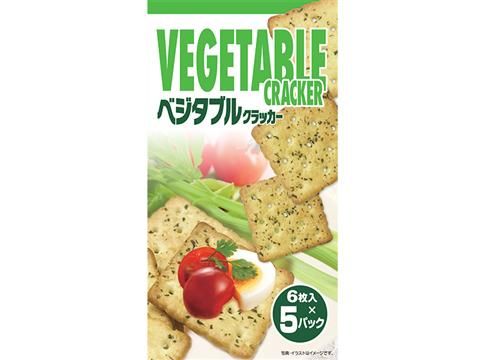 VEGETABLE
CRACKER
ベジタブルクラッカー
6枚入
×
5パック
写真・イラストはイメージです。